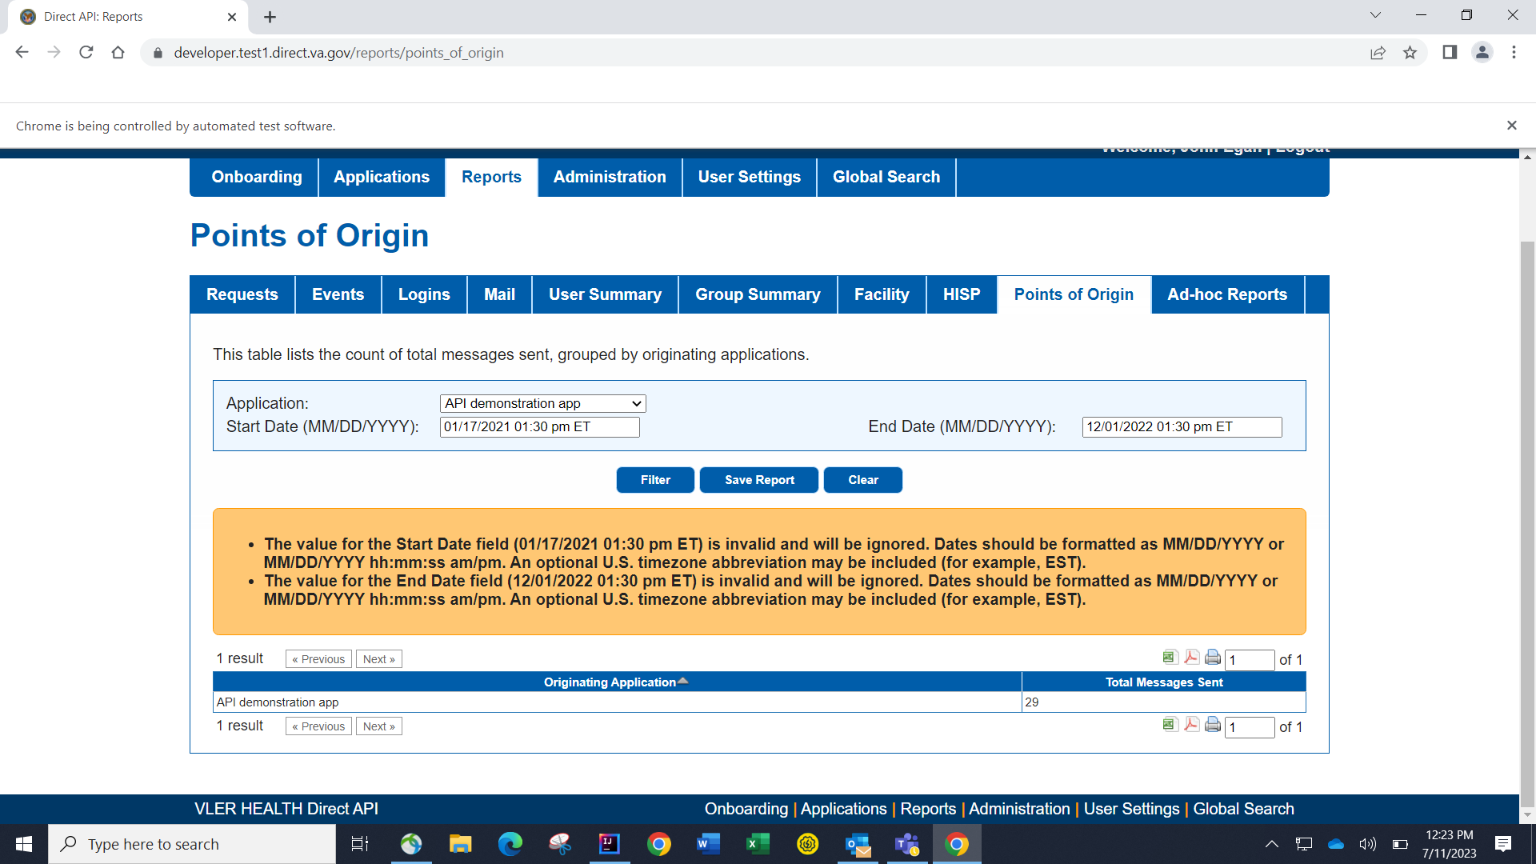 Direct API: Reports
developer.test1.direct.va.gov/reports/points_of_origin
Chrome is being controlled by automated test software.
Welcome, John Egan | Logout
Onboarding Applications Reports Administration User Settings Global Search
Points of Origin
Requests Events Logins Mail User Summary Group Summary Facility HISP Points of Origin Ad-hoc Reports
This table lists the count of total messages sent, grouped by originating applications.
Application: API demonstration app
Start Date (MM/DD/YYYY): 01/17/2021 01:30 pm ET End Date (MM/DD/YYYY): 12/01/2022 01:30 pm ET
Filter Save Report Clear
• The value for the Start Date field (01/17/2021 01:30 pm ET) is invalid and will be ignored. Dates should be formatted as MM/DD/YYYY or
MM/DD/YYYY hh:mm:ss am/pm. An optional U.S. timezone abbreviation may be included (for example, EST).
• The value for the End Date field (12/01/2022 01:30 pm ET) is invalid and will be ignored. Dates should be formatted as MM/DD/YYYY or
MM/DD/YYYY hh:mm:ss am/pm. An optional U.S. timezone abbreviation may be included (for example, EST).
1 result « Previous Next » 1 of 1
Originating Application Total Messages Sent
API demonstration app 29
1 result « Previous Next » 1 of 1
VLER HEALTH Direct API Onboarding | Applications | Reports | Administration | User Settings | Global Search
Type here to search
12:23 PM
7/11/2023